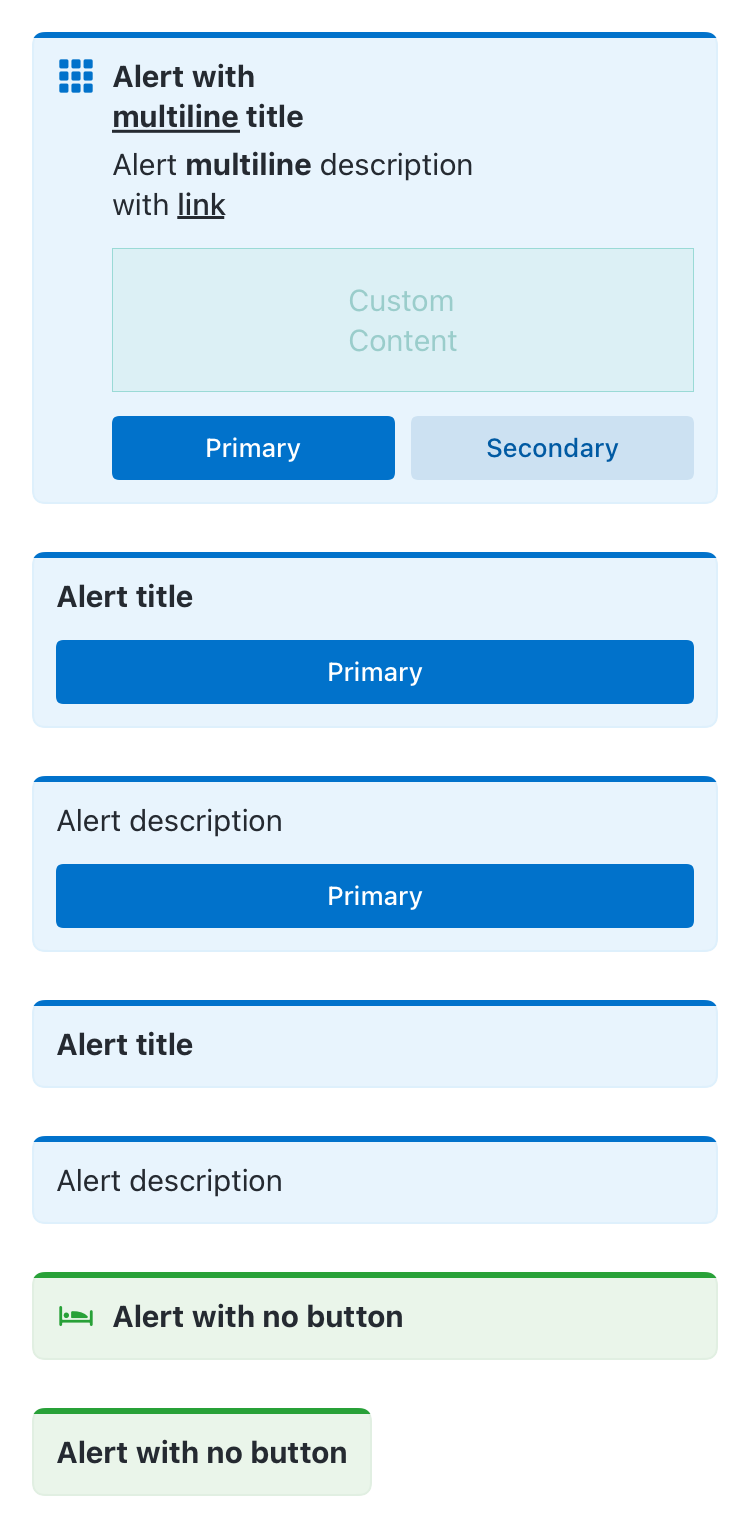 Alert with
multiline title
Alert multiline description
with link
Custom
Content
Primary Secondary
Alert title
Primary
Alert description
Primary
Alert title
Alert description
Alert with no button
Alert with no button